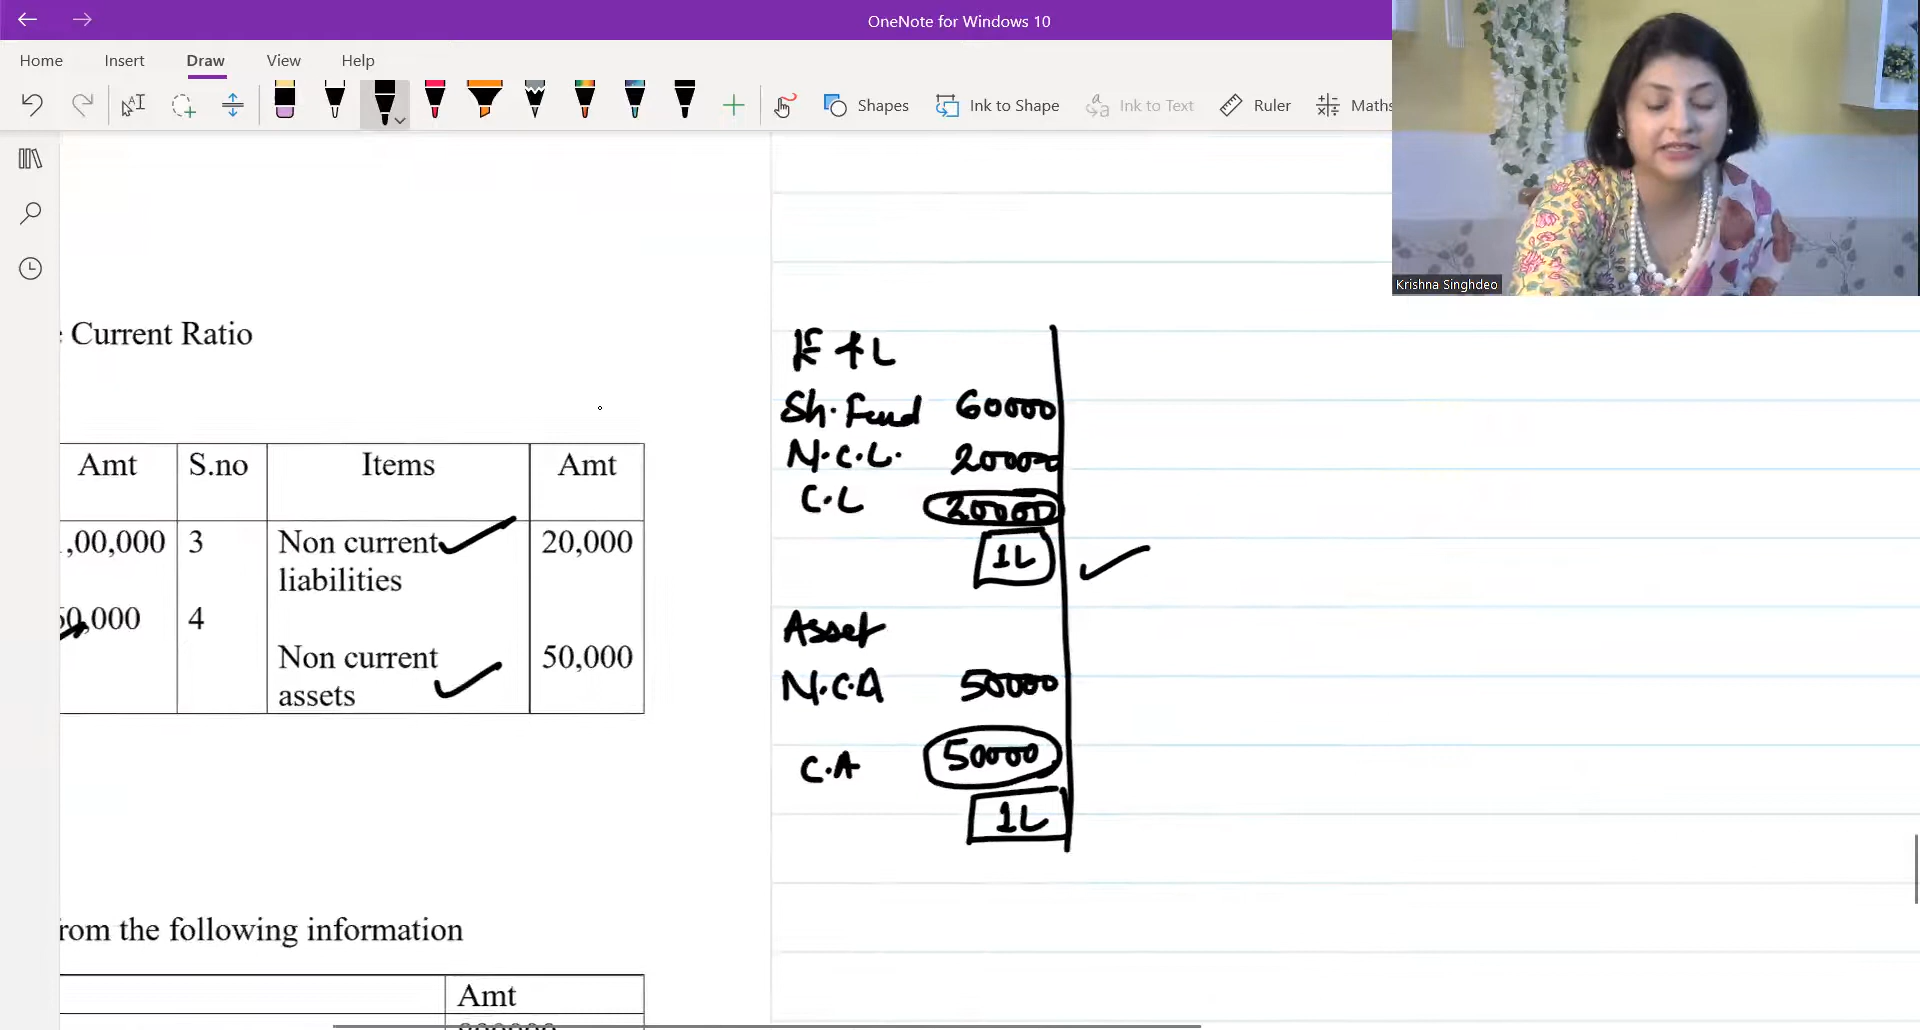 OneNote for Windows 10
Home Insert Draw View Help
Shapes Ink to Shape Ink to Text Ruler Maths
Krishna Singhdeo
Current Ratio
Amt S.no Items Amt
,00,000 3 Non current liabilities 20,000
0,000 4 Non current assets 50,000
rom the following information
Amt
E + L
Sh. Fund 60000
N.C.L. 20000
C.L 20000
1L
Asset
N.C.A 50000
C.A 50000
1L